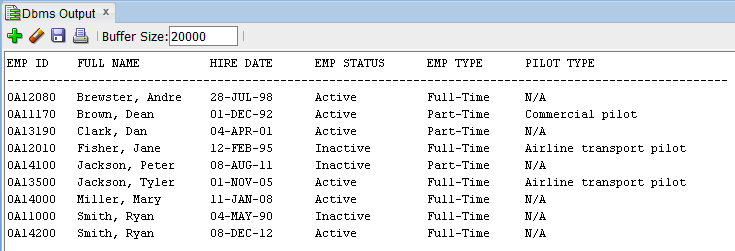 Dbms Output x
Buffer Size: 20000
EMP ID FULL NAME HIRE DATE EMP STATUS EMP TYPE PILOT TYPE
--------------------------------------------------------------------------------------------------------
0A12080 Brewster, Andre 28-JUL-98 Active Full-Time N/A
0A11170 Brown, Dean 01-DEC-92 Active Part-Time Commercial pilot
0A13190 Clark, Dan 04-APR-01 Active Part-Time N/A
0A12010 Fisher, Jane 12-FEB-95 Inactive Full-Time Airline transport pilot
0A14100 Jackson, Peter 08-AUG-11 Inactive Part-Time N/A
0A13500 Jackson, Tyler 01-NOV-05 Active Full-Time Airline transport pilot
0A14000 Miller, Mary 11-JAN-08 Active Full-Time N/A
0A11000 Smith, Ryan 04-MAY-90 Inactive Full-Time N/A
0A14200 Smith, Ryan 08-DEC-12 Active Full-Time N/A